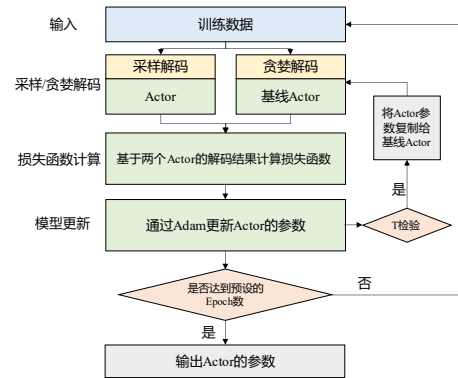 输入
训练数据
采样/贪婪解码
采样解码
Actor
贪婪解码
基线Actor
将Actor参
数复制给
基线Actor
损失函数计算
基于两个Actor的解码结果计算损失函数
是
模型更新
通过Adam更新Actor的参数
T检验
是否达到预设的
Epoch数
否
是
输出Actor的参数